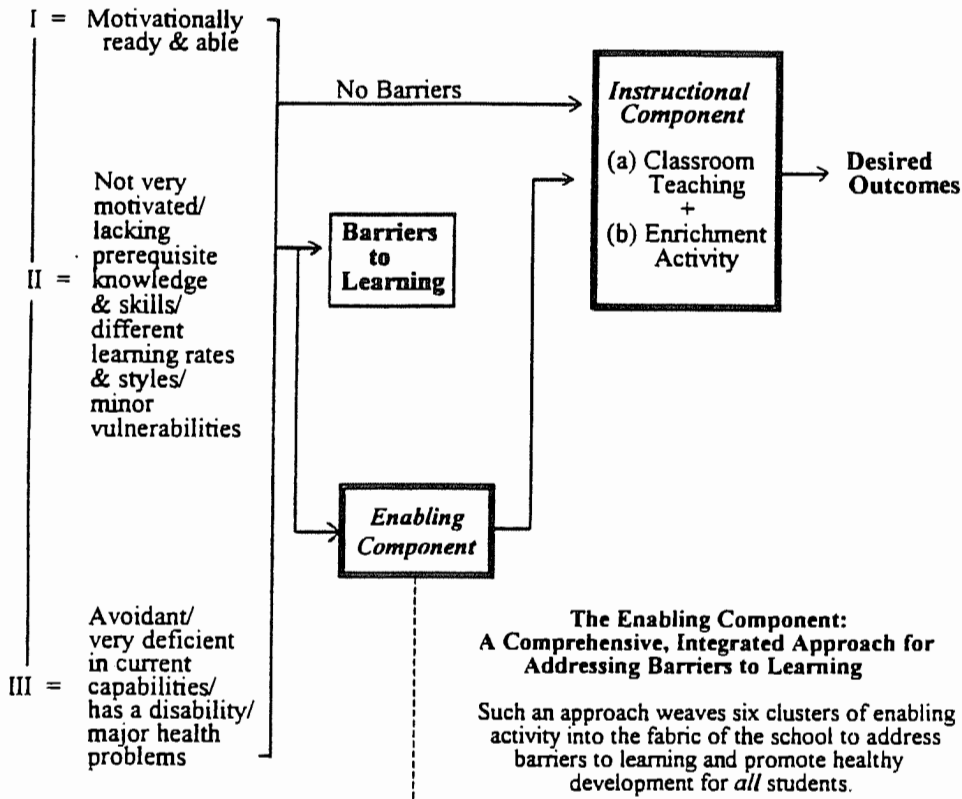 I = Motivationally
ready & able
No Barriers
Instructional
Component
(a) Classroom
Teaching
+
(b) Enrichment
Activity
Desired
Outcomes
Not very
motivated/
lacking
prerequisite
II = knowledge
& skills/
different
learning rates
& styles/
minor
vulnerabilities
Barriers
to
Learning
Enabling
Component
Avoidant/
very deficient
in current
III = capabilities/
has a disability/
major health
problems
The Enabling Component:
A Comprehensive, Integrated Approach for
Addressing Barriers to Learning
Such an approach weaves six clusters of enabling
activity into the fabric of the school to address
barriers to learning and promote healthy
development for all students.